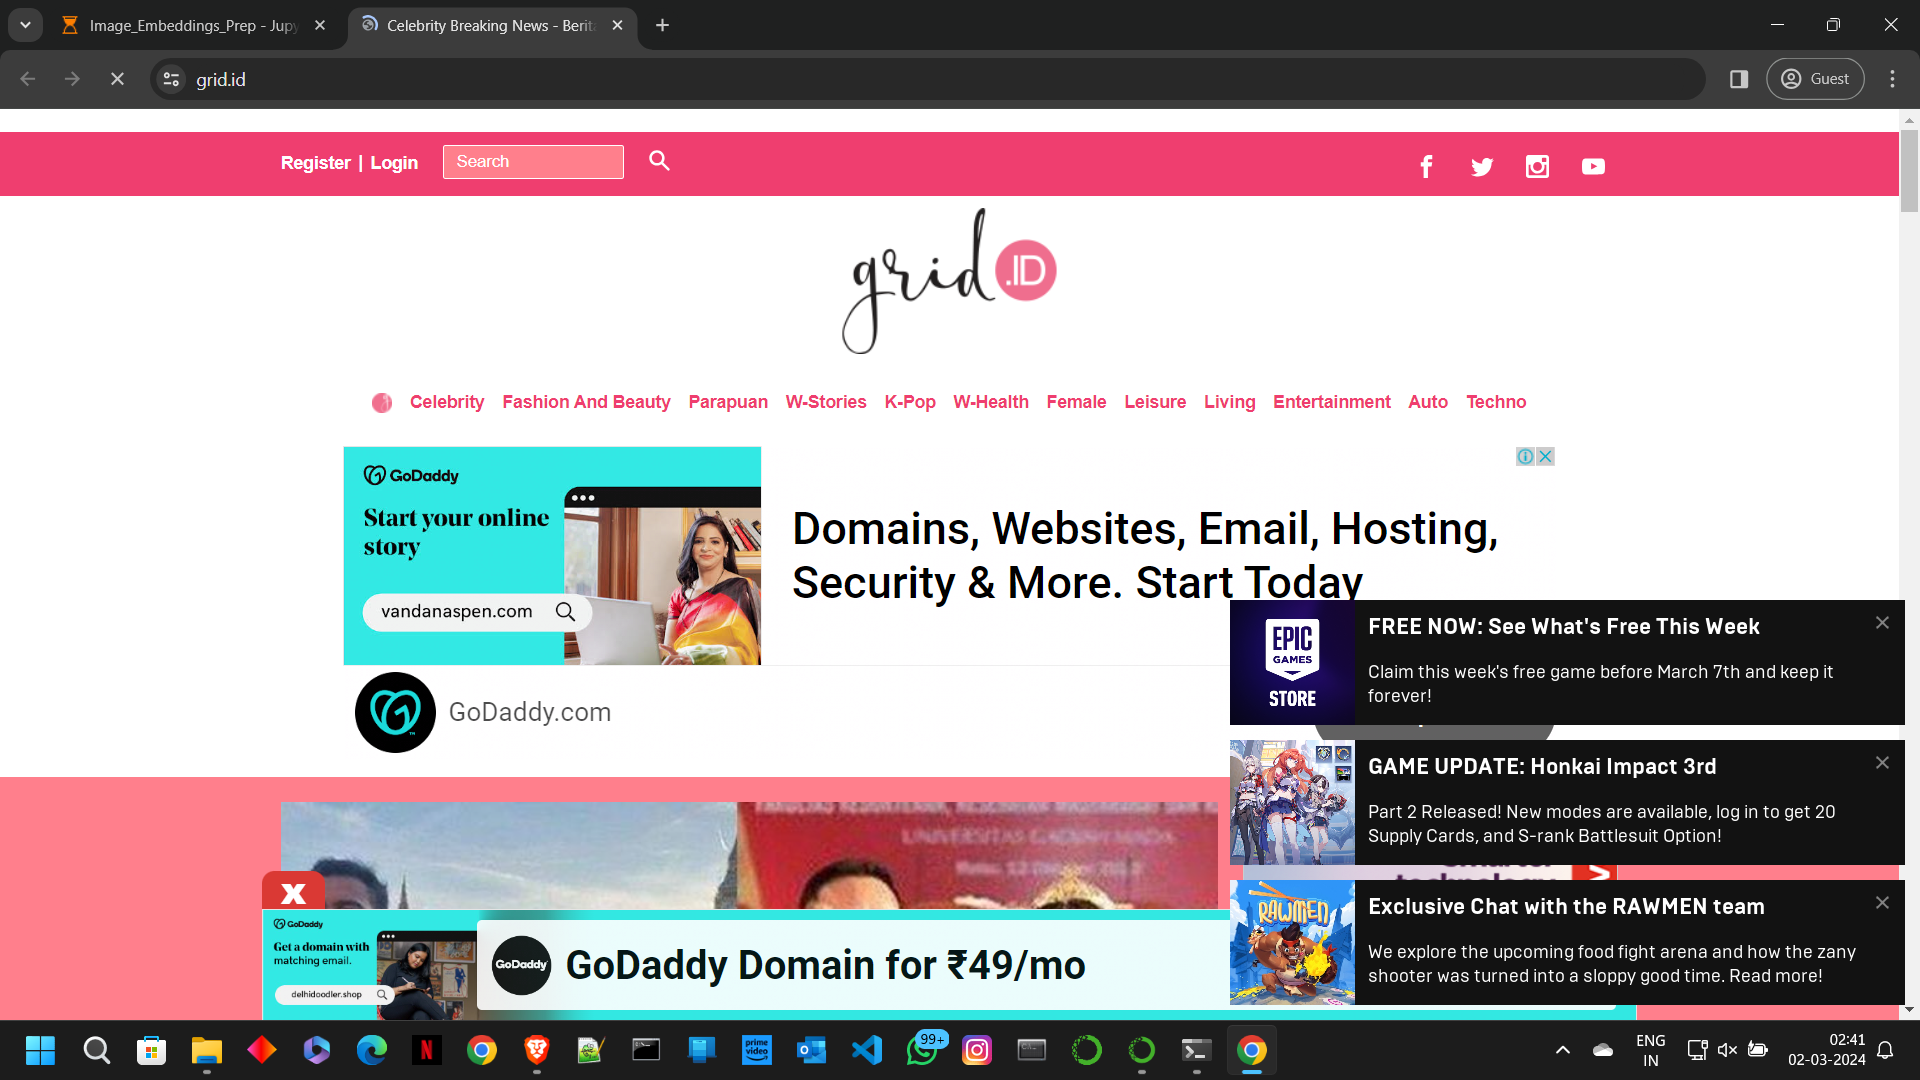 Image_Embeddings_Prep - Jupy
Celebrity Breaking News - Berita
grid.id
Guest
Register | Login
Search
grid .ID
Celebrity Fashion And Beauty Parapuan W-Stories K-Pop W-Health Female Leisure Living Entertainment Auto Techno
GoDaddy
Start your online
story
vandanaspen.com
Domains, Websites, Email, Hosting,
Security & More. Start Today
GoDaddy.com
EPIC
GAMES
STORE
FREE NOW: See What's Free This Week
Claim this week's free game before March 7th and keep it
forever!
GAME UPDATE: Honkai Impact 3rd
Part 2 Released! New modes are available, log in to get 20
Supply Cards, and S-rank Battlesuit Option!
UNIVERSITAS GADJAH MADA
X
RAWMEN
Exclusive Chat with the RAWMEN team
We explore the upcoming food fight arena and how the zany
shooter was turned into a sloppy good time. Read more!
GoDaddy
Get a domain with
matching email.
delhidoodler.shop
GoDaddy
GoDaddy Domain for ₹49/mo
prime
video
99+
ENG
IN
02:41
02-03-2024